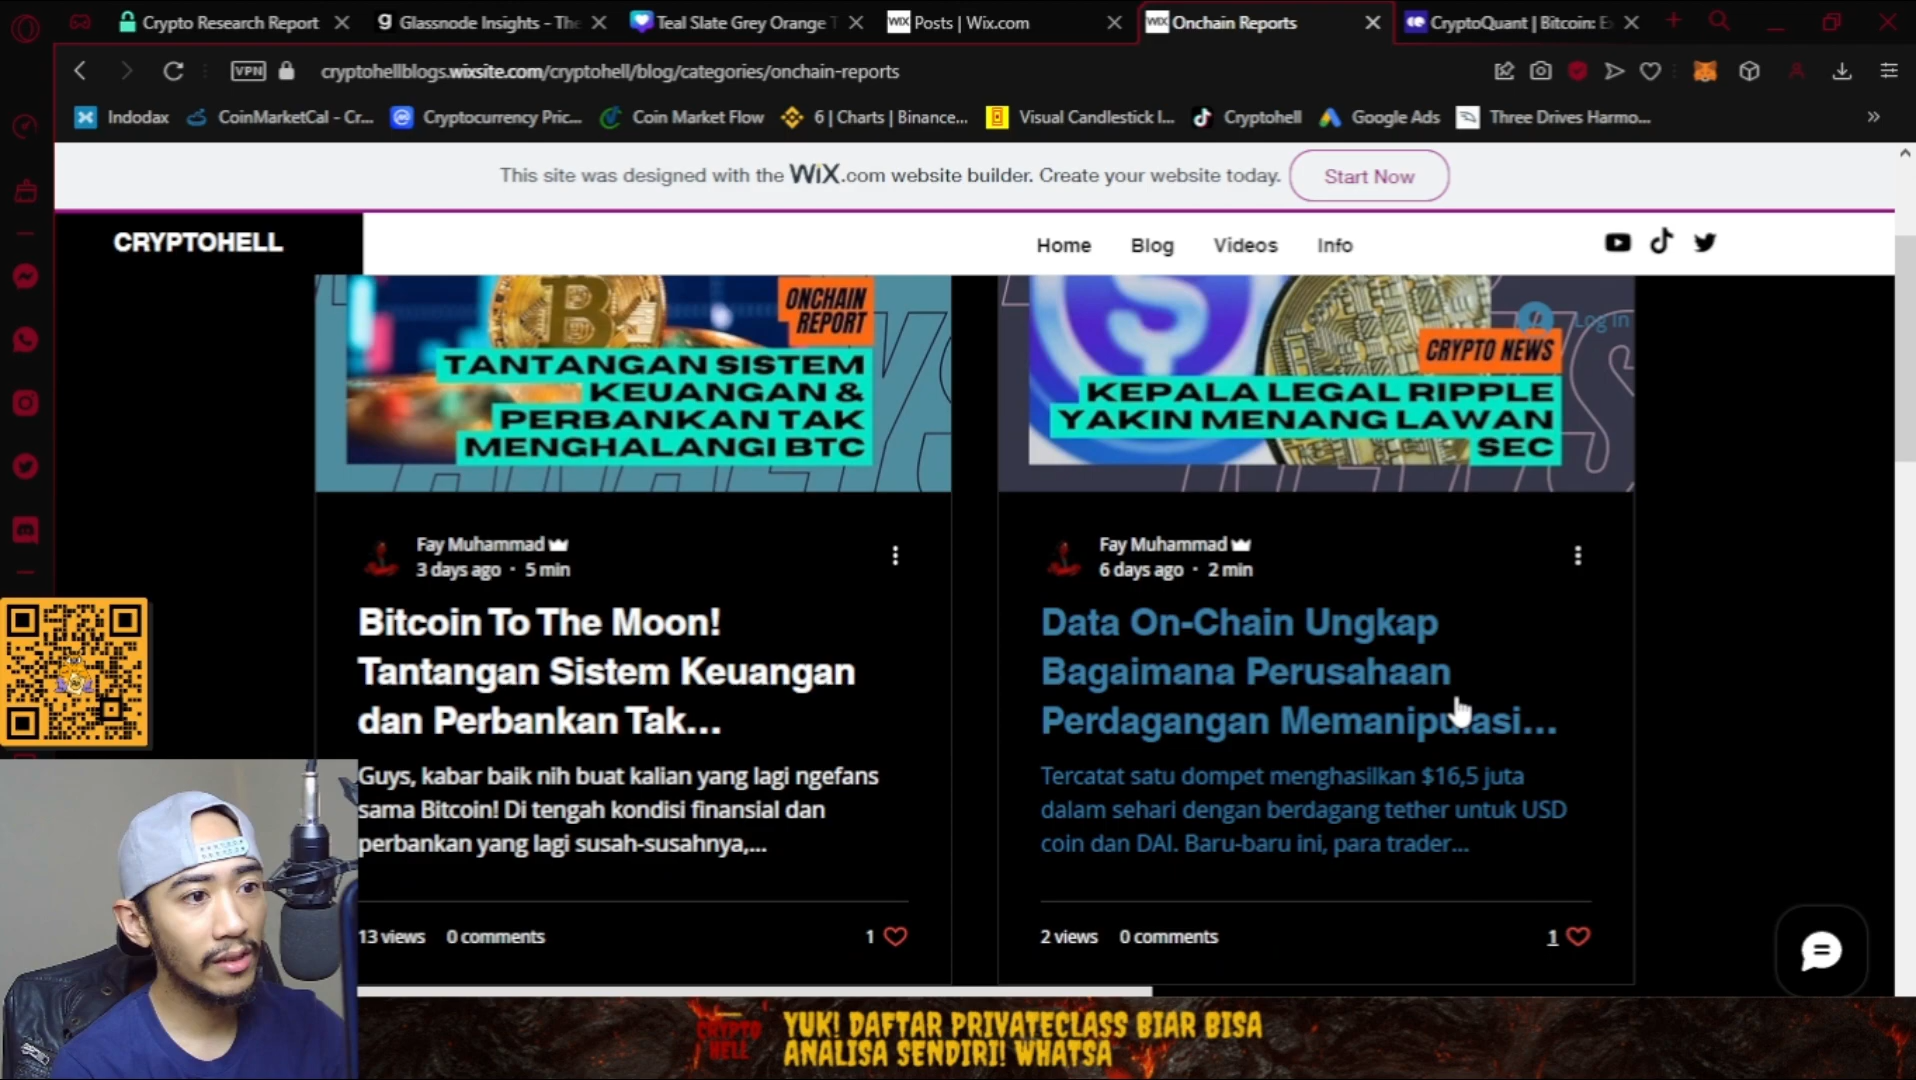 Crypto Research Report
Glassnode Insights - The
Teal Slate Grey Orange T
WIX Posts | Wix.com
WIX Onchain Reports
CryptoQuant | Bitcoin: E
VPN
cryptohellblogs.wixsite.com/cryptohell/blog/categories/onchain-reports
Indodax
CoinMarketCal - Cr...
Cryptocurrency Pric...
Coin Market Flow
6 | Charts | Binance...
Visual Candlestick I...
Cryptohell
Google Ads
Three Drives Harmo...
This site was designed with the WiX.com website builder. Create your website today.
Start Now
CRYPTOHELL
Home
Blog
Videos
Info
Log In
ONCHAIN
REPORT
TANTANGAN SISTEM
KEUANGAN &
PERBANKAN TAK
MENGHALANGI BTC
CRYPTO NEWS
KEPALA LEGAL RIPPLE
YAKIN MENANG LAWAN
SEC
Fay Muhammad
3 days ago · 5 min
Bitcoin To The Moon!
Tantangan Sistem Keuangan
dan Perbankan Tak...
Guys, kabar baik nih buat kalian yang lagi ngefans
sama Bitcoin! Di tengah kondisi finansial dan
perbankan yang lagi susah-susahnya,...
13 views 0 comments
1
Fay Muhammad
6 days ago · 2 min
Data On-Chain Ungkap
Bagaimana Perusahaan
Perdagangan Memanipulasi...
Tercatat satu dompet menghasilkan $16,5 juta
dalam sehari dengan berdagang tether untuk USD
coin dan DAI. Baru-baru ini, para trader...
2 views 0 comments
1
CRYPTO
HELL
YUK! DAFTAR PRIVATECLASS BIAR BISA
ANALISA SENDIRI! WHATSA